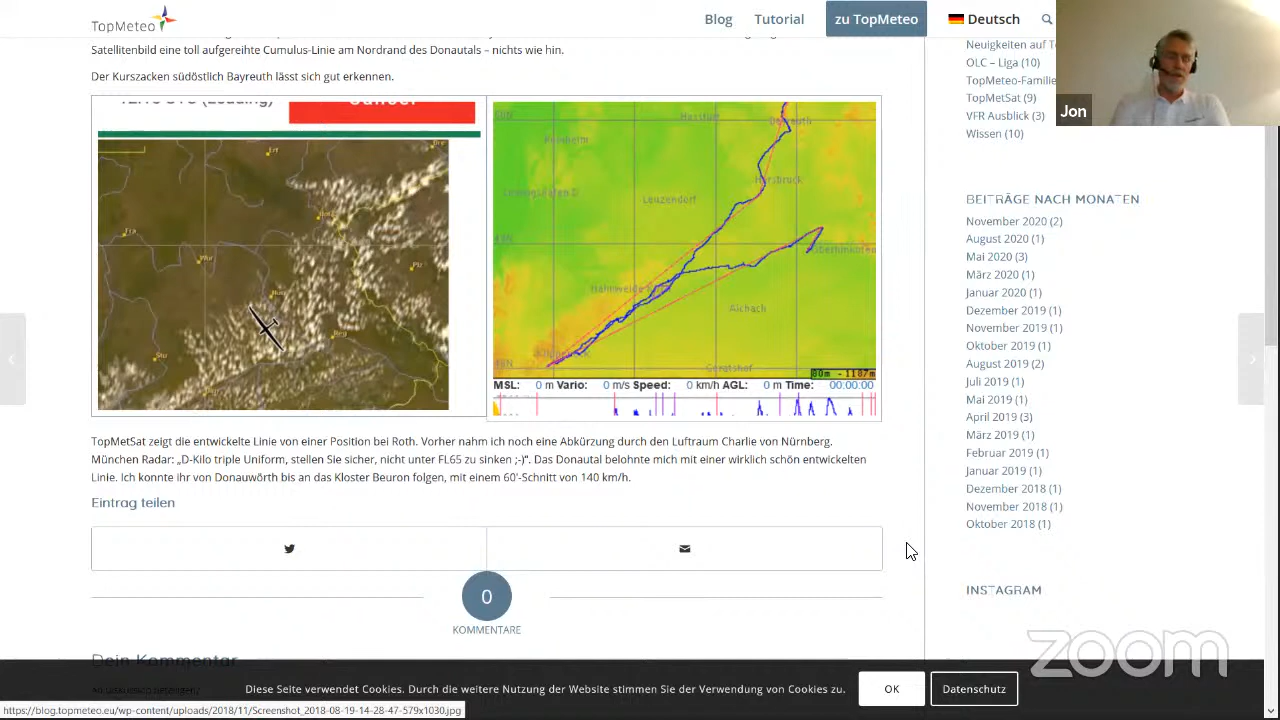 TopMeteo
Blog
Tutorial
zu TopMeteo
Deutsch
Satellitenbild eine toll aufgereihte Cumulus-Linie am Nordrand des Donautals – nichts wie hin.
Der Kurszacken südöstlich Bayreuth lässt sich gut erkennen.
Leuzendorf
Hersbruck
Aichach
80m - 1187m
MSL: 0 m Vario: 0 m/s Speed: 0 km/h AGL: 0 m Time: 00:00:00
TopMetSat zeigt die entwickelte Linie von einer Position bei Roth. Vorher nahm ich noch eine Abkürzung durch den Luftraum Charlie von Nürnberg.
München Radar: „D-Kilo triple Uniform, stellen Sie sicher, nicht unter FL65 zu sinken ;-)“. Das Donautal belohnte mich mit einer wirklich schön entwickelten
Linie. Ich konnte ihr von Donauwörth bis an das Kloster Beuron folgen, mit einem 60'-Schnitt von 140 km/h.
Eintrag teilen
0
KOMMENTARE
Dein Kommentar
Neuigkeiten auf
OLC – Liga (10)
TopMeteo-Familie
TopMetSat (9)
VFR Ausblick (3)
Wissen (10)
Jon
BEITRÄGE NACH MONATEN
November 2020 (2)
August 2020 (1)
Mai 2020 (3)
März 2020 (1)
Januar 2020 (1)
Dezember 2019 (1)
November 2019 (1)
Oktober 2019 (1)
August 2019 (2)
Juli 2019 (1)
Mai 2019 (1)
April 2019 (3)
März 2019 (1)
Februar 2019 (1)
Januar 2019 (1)
Dezember 2018 (1)
November 2018 (1)
Oktober 2018 (1)
INSTAGRAM
zoom
Diese Seite verwendet Cookies. Durch die weitere Nutzung der Website stimmen Sie der Verwendung von Cookies zu.
OK
Datenschutz
https://blog.topmeteo.eu/wp-content/uploads/2018/11/Screenshot_2018-08-19-14-28-47-579x1030.jpg